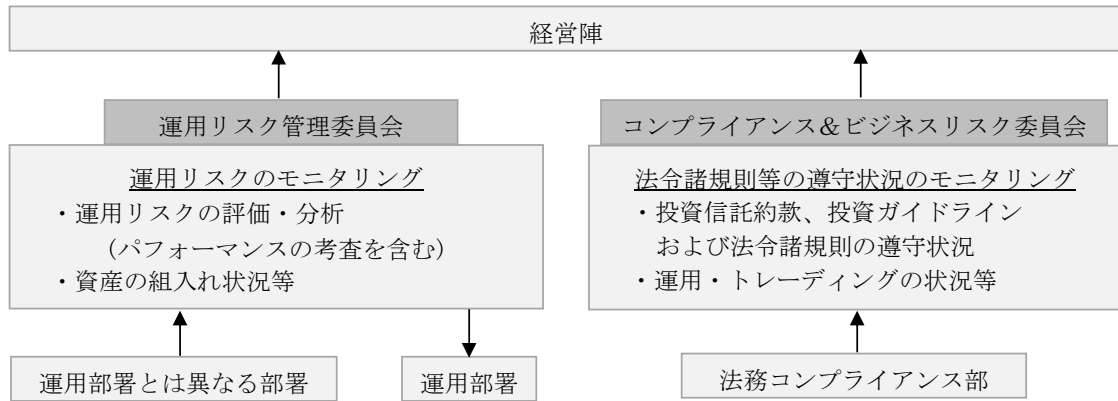 経営陣
運用リスク管理委員会
運用リスクのモニタリング
・運用リスクの評価・分析
（パフォーマンスの考査を含む）
・資産の組入れ状況等
運用部署とは異なる部署
運用部署
コンプライアンス＆ビジネスリスク委員会
法令諸規則等の遵守状況のモニタリング
・投資信託約款、投資ガイドライン
および法令諸規則の遵守状況
・運用・トレーディングの状況等
法務コンプライアンス部